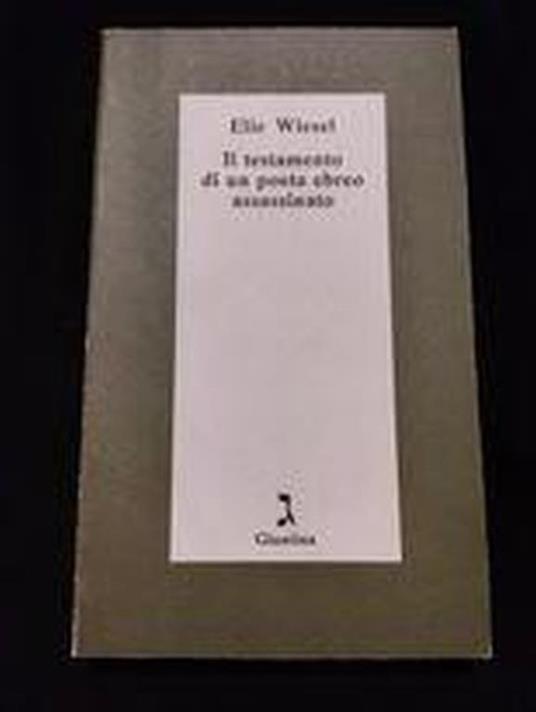 Elie Wiesel
Il testamento
di un poeta ebreo
assassinato
ג
Giuntina